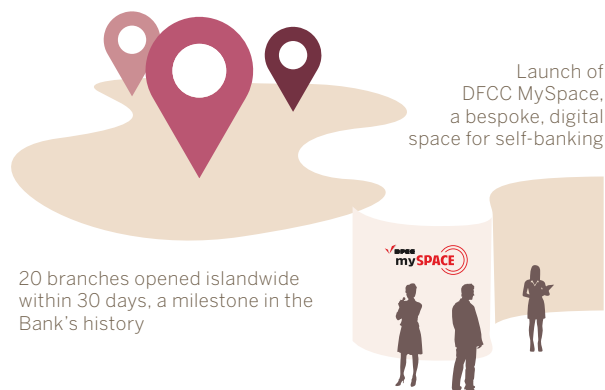 Launch of
DFCC MySpace,
a bespoke, digital
space for self-banking
DFCC
mySPACE
20 branches opened islandwide
within 30 days, a milestone in the
Bank’s history